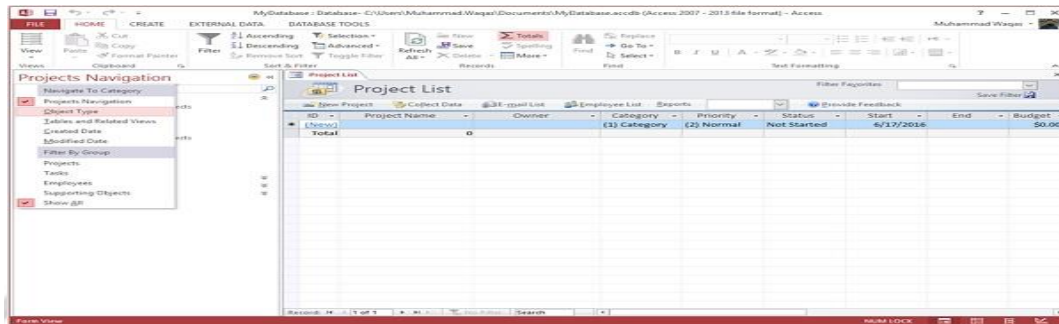 MyDatabase : Database- C:\Users\Muhammad.Waqas\Documents\MyDatabase.accdb (Access 2007 - 2013 file format) - Access
FILE HOME CREATE EXTERNAL DATA DATABASE TOOLS Muhammad Waqas
View Paste Cut Copy Format Painter Filter Ascending Descending Remove Sort Selection Advanced Toggle Filter Refresh All New Save Delete Totals Spelling More Find Replace Go To Select
Views Clipboard Sort & Filter Records Find Text Formatting
Projects Navigation
Navigate To Category
Projects Navigation
Object Type
Tables and Related Views
Created Date
Modified Date
Filter By Group
Projects
Tasks
Employees
Supporting Objects
Show All
Project List
Project List Filter Favorites
Save Filter
New Project Collect Data E-mail List Employee List Reports Provide Feedback
ID Project Name Owner Category Priority Status Start End Budget
(New) (1) Category (2) Normal Not Started 6/17/2016 $0.00
Total 0
Record: 1 of 1 No Filter Search
Form View NUM LOCK